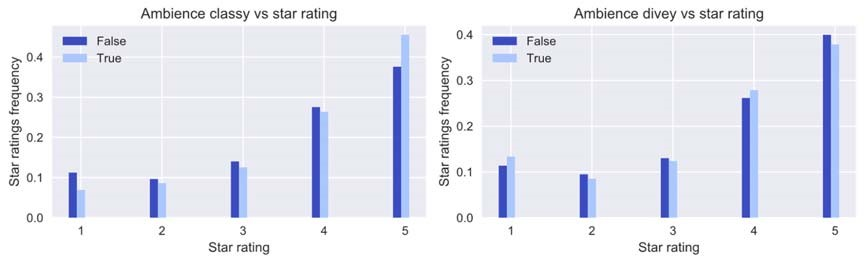 Ambience classy vs star rating
False
True
Star ratings frequency
0.4
0.3
0.2
0.1
0.0
1 2 3 4 5
Star rating
Ambience divey vs star rating
False
True
Star ratings frequency
0.4
0.3
0.2
0.1
0.0
1 2 3 4 5
Star rating